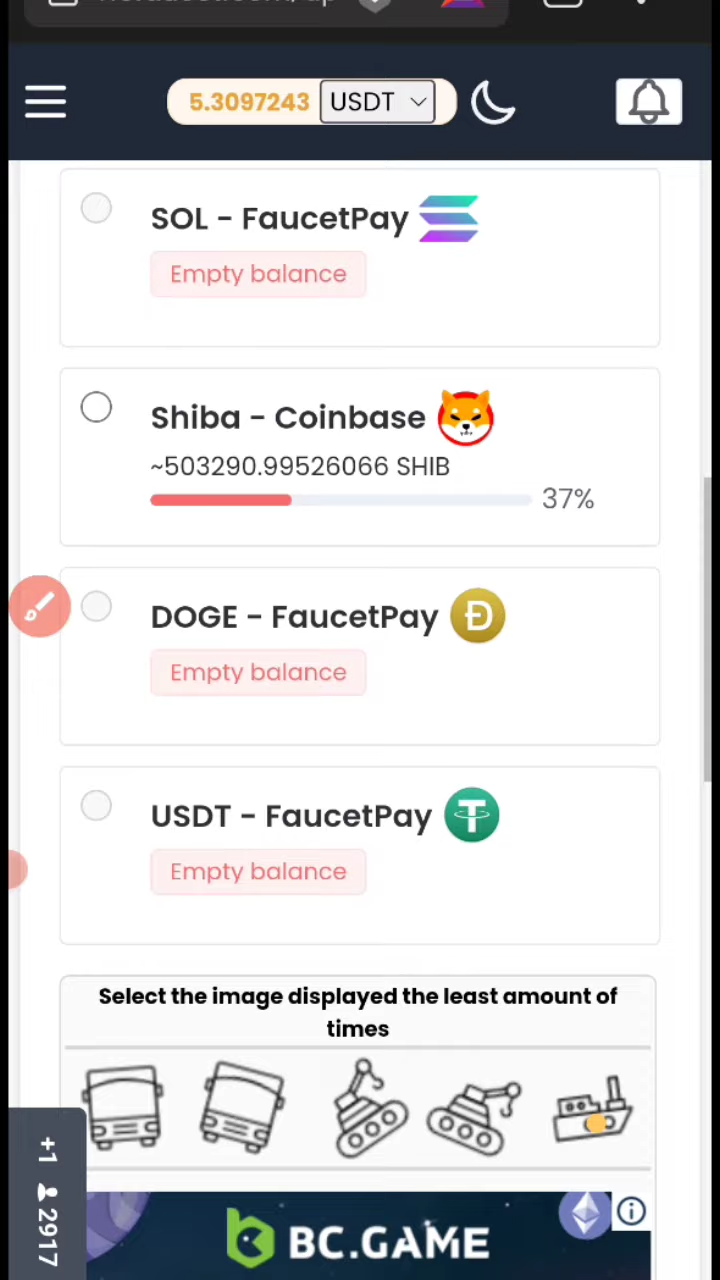 5.3097243 USDT
SOL - FaucetPay
Empty balance
Shiba - Coinbase
~503290.99526066 SHIB
37%
DOGE - FaucetPay
Empty balance
USDT - FaucetPay
Empty balance
Select the image displayed the least amount of
times
+1 2917
BC.GAME